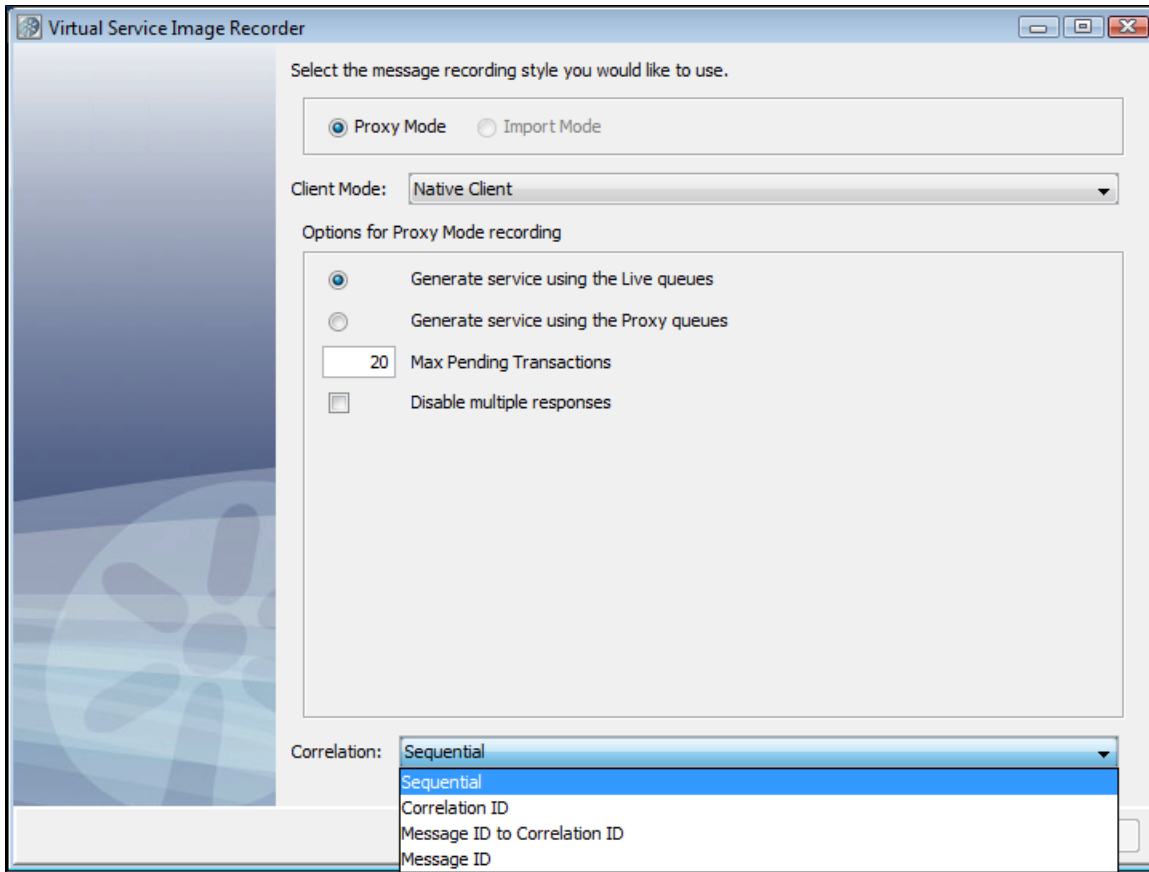 Virtual Service Image Recorder
Select the message recording style you would like to use.
Proxy Mode Import Mode
Client Mode: Native Client
Options for Proxy Mode recording
Generate service using the Live queues
Generate service using the Proxy queues
20 Max Pending Transactions
Disable multiple responses
Correlation: Sequential
Sequential
Correlation ID
Message ID to Correlation ID
Message ID